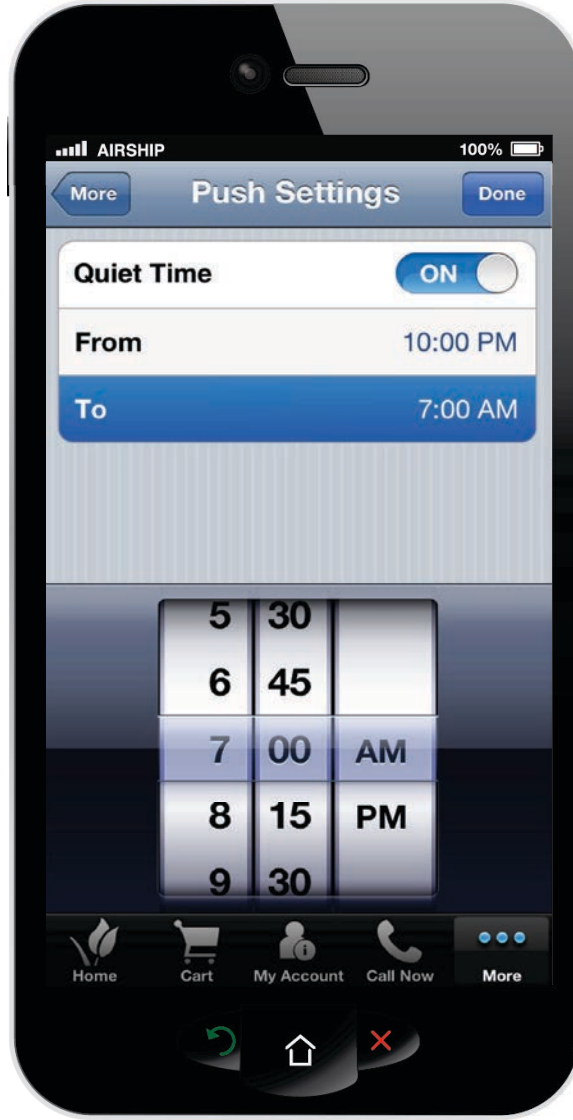 AIRSHIP 100%
More Push Settings Done
Quiet Time ON
From 10:00 PM
To 7:00 AM
5 30
6 45
7 00 AM
8 15 PM
9 30
Home Cart My Account Call Now More